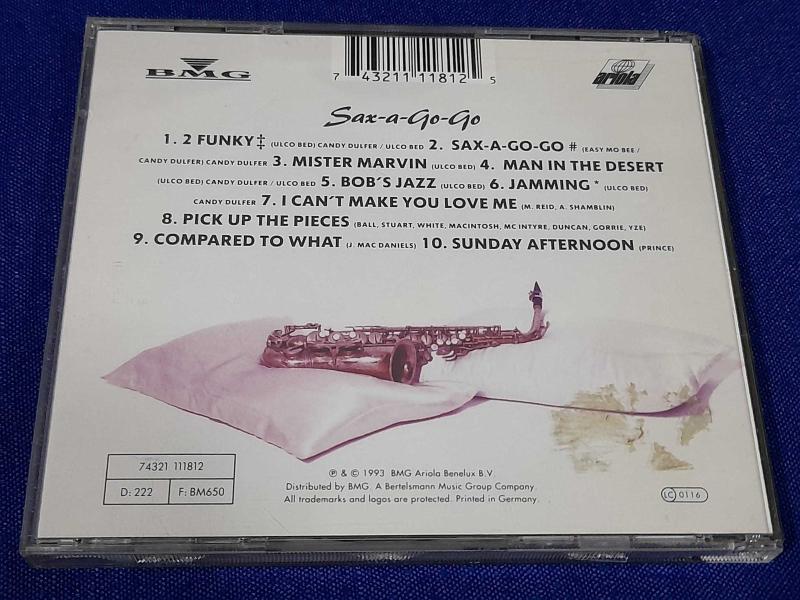 BMG
7 43211 11812 5
ariola
Sax-a-Go-Go
1. 2 FUNKY ‡ (ULCO BED) CANDY DULFER / ULCO BED 2. SAX-A-GO-GO # (EASY MO BEE /
CANDY DULFER) CANDY DULFER 3. MISTER MARVIN (ULCO BED) 4. MAN IN THE DESERT
(ULCO BED) CANDY DULFER / ULCO BED 5. BOB'S JAZZ (ULCO BED) 6. JAMMING * (ULCO BED)
CANDY DULFER 7. I CAN'T MAKE YOU LOVE ME (M. REID, A. SHAMBLIN)
8. PICK UP THE PIECES (BALL, STUART, WHITE, MACINTOSH, MC INTYRE, DUNCAN, GORRIE, YZE)
9. COMPARED TO WHAT (J. MAC DANIELS) 10. SUNDAY AFTERNOON (PRINCE)
74321 111812
D: 222 F: BM650
℗ & © 1993 BMG Ariola Benelux B.V.
Distributed by BMG. A Bertelsmann Music Group Company.
All trademarks and logos are protected. Printed in Germany.
LC 0116